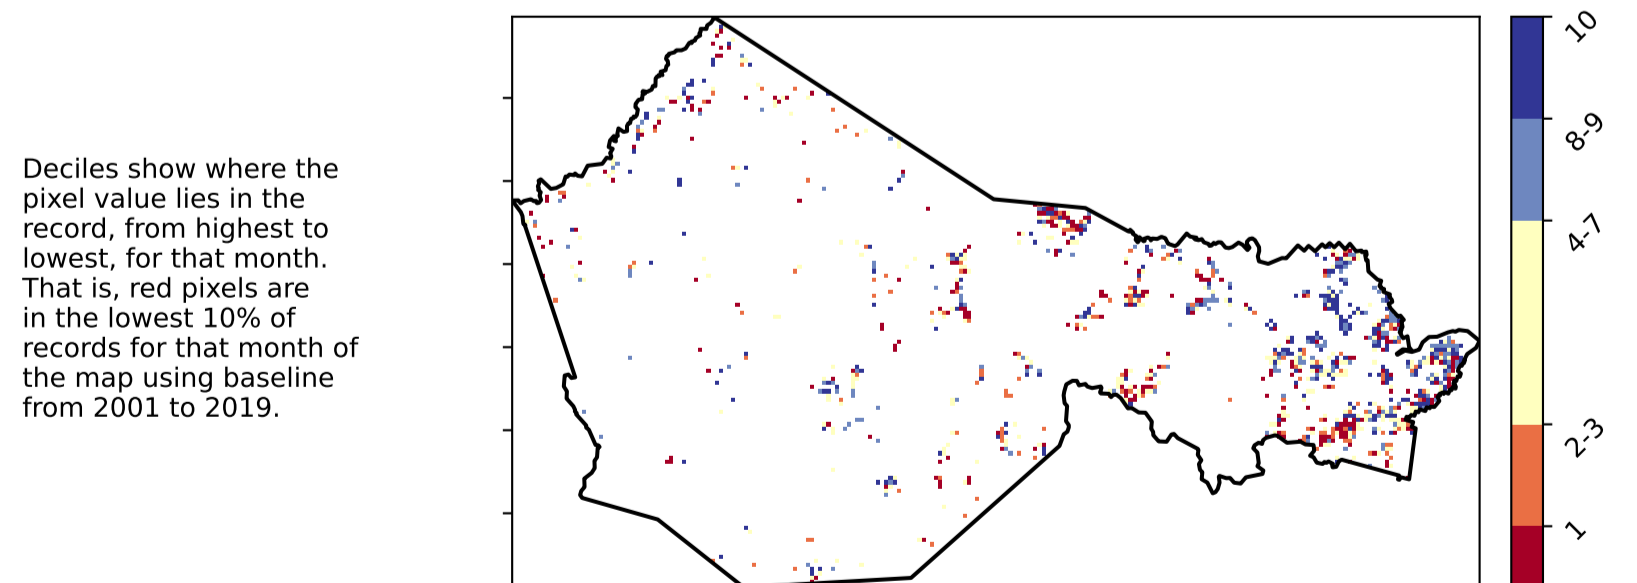 Deciles show where the
pixel value lies in the
record, from highest to
lowest, for that month.
That is, red pixels are
in the lowest 10% of
records for that month of
the map using baseline
from 2001 to 2019.
10
8-9
4-7
2-3
1